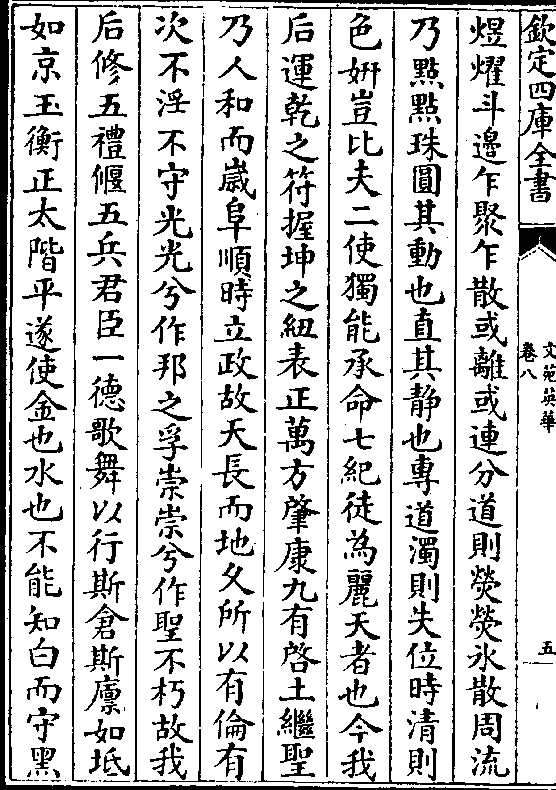 欽定四庫全書
文苑英華
卷八
五
煜燿斗邊乍聚乍散或離或連分道則熒熒氷散周流
乃點點珠圓其動也直其静也專道濁則失位時清則
色妍豈比夫二使獨能承命七紀徒為麗天者也今我
后運乾之符握坤之紐表正萬方肇康九有啓土繼聖
乃人和而嵗阜順時立政故天長而地久所以有倫有
次不淫不守光光兮作邦之孚崇崇兮作聖不朽故我
后修五禮偃五兵君臣一德歌舞以行斯倉斯廪如坻
如京玉衡正太階平遂使金也水也不能知白而守黑